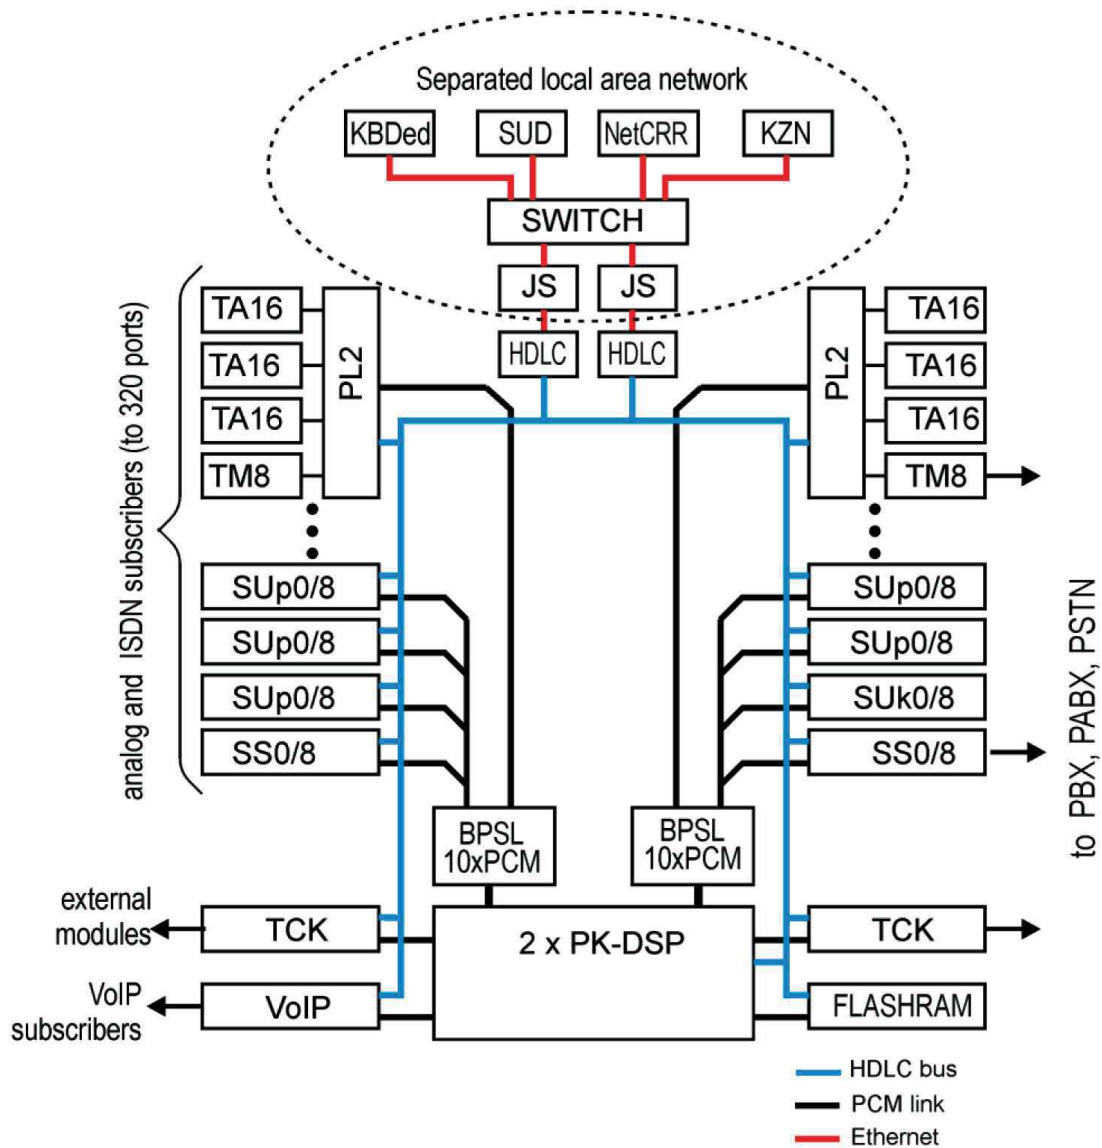 Separated local area network
KBDed
SUD
NetCRR
KZN
SWITCH
JS
JS
HDLC
HDLC
analog and ISDN subscribers (to 320 ports)
TA16
TA16
TA16
TM8
PL2
PL2
TA16
TA16
TA16
TM8
SUp0/8
SUp0/8
SUp0/8
SS0/8
SUp0/8
SUp0/8
SUk0/8
SS0/8
to PBX, PABX, PSTN
BPSL
10xPCM
BPSL
10xPCM
external
modules
TCK
2 x PK-DSP
TCK
VoIP
subscribers
VoIP
FLASHRAM
HDLC bus
PCM link
Ethernet